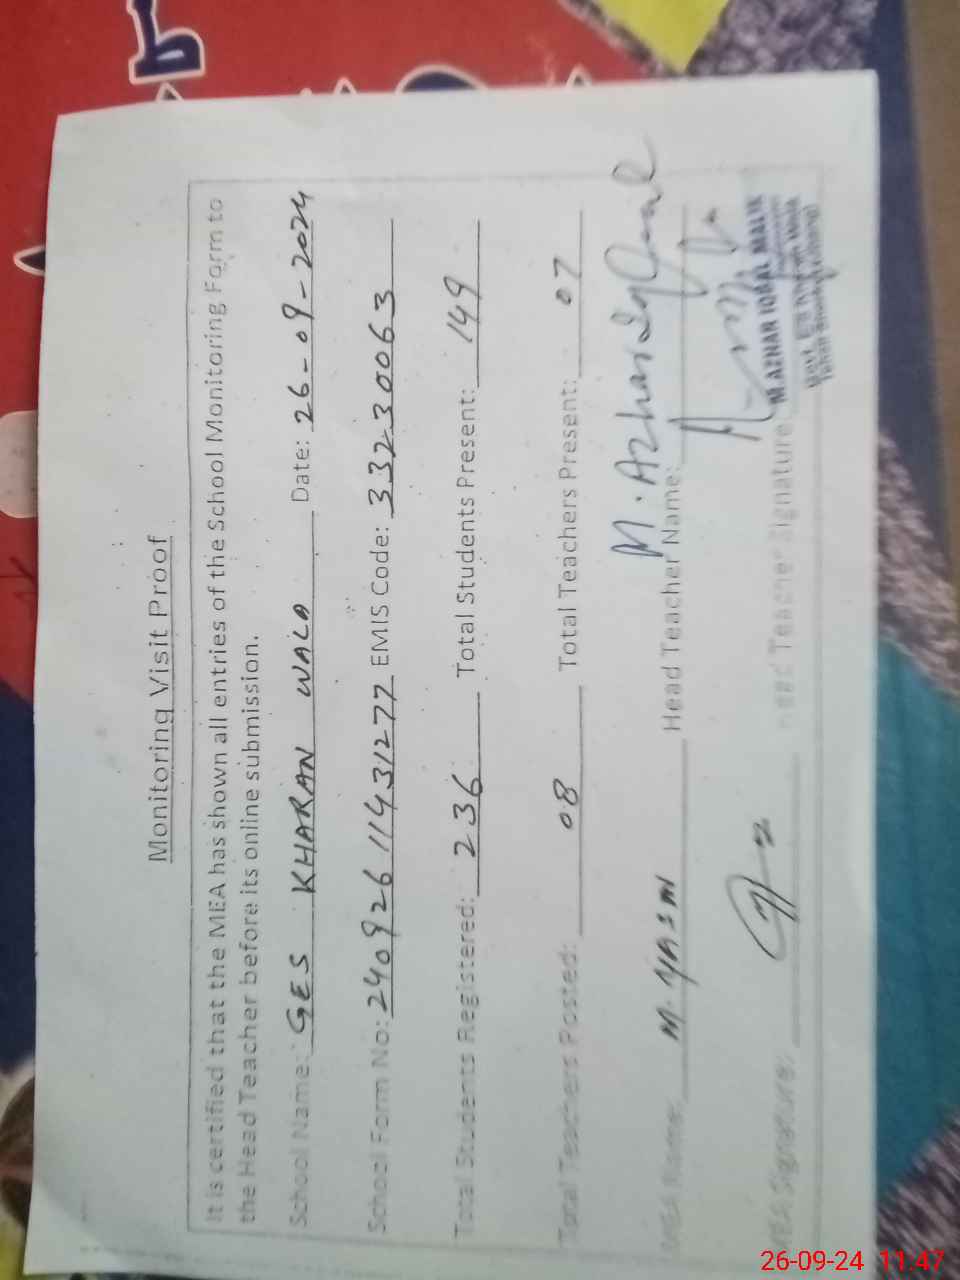 Monitoring Visit Proof
It is certified that the MEA has shown all entries of the School Monitoring Form to
the Head Teacher before its online submission.
School Name: GES KHARAN WALA Date: 26-09-2024
School Form No: 24092611431277 EMIS Code: 33230063
Total Students Registered: 236 Total Students Present: 149
Total Teachers Posted: 08 Total Teachers Present: 07
MEA Name: M. Yasin Head Teacher Name: M. Azhar Iqbal
MEA Signature: Head Teacher Signature
M.AZHAR IQBAL MALIK
26-09-24 11:47